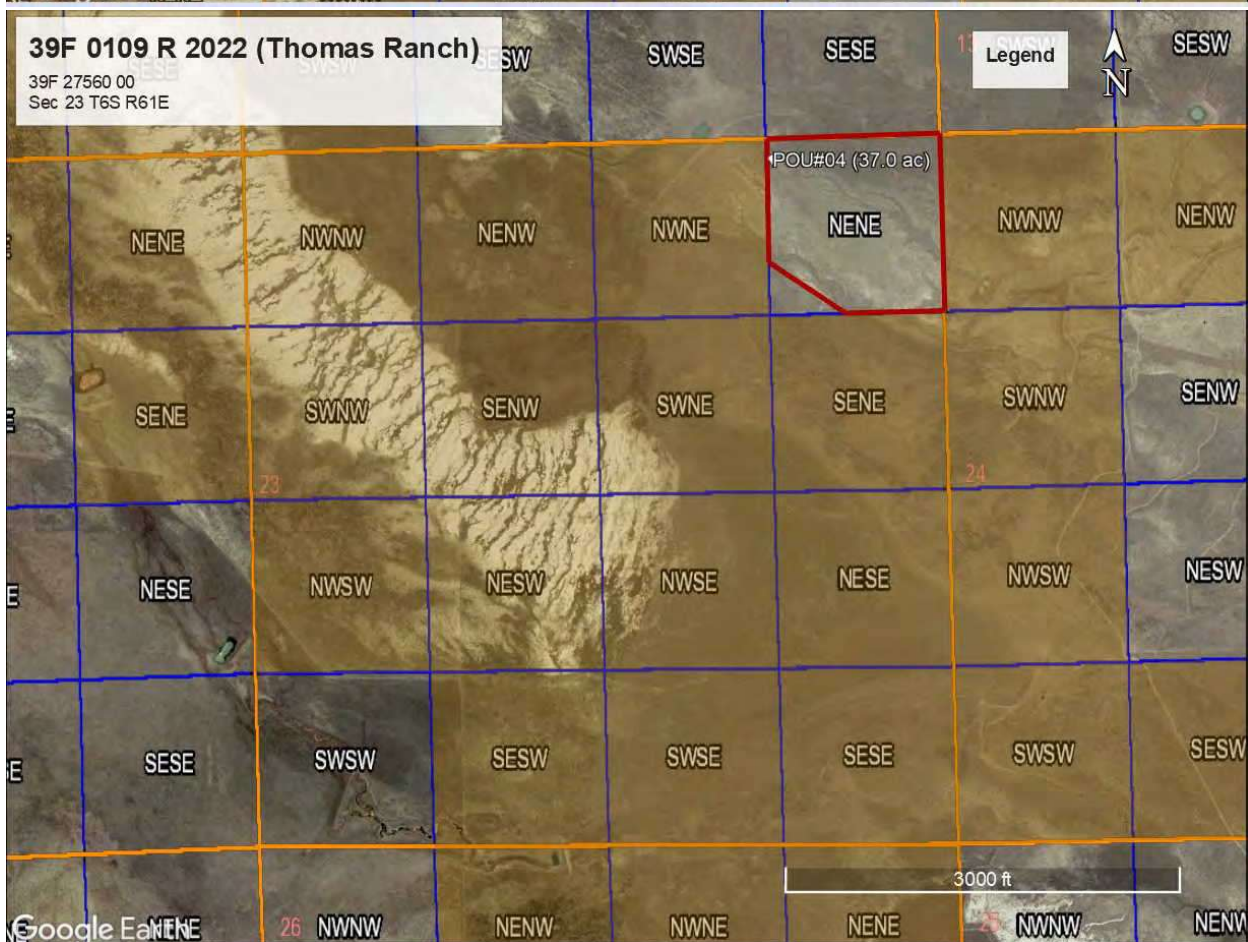 39F 0109 R 2022 (Thomas Ranch)
39F 27560 00
Sec 23 T6S R61E
Legend
N
SESW SWSE SESE 13 SESW
POU#04 (37.0 ac)
NENE NWNW NENW NWNE NENE NWNW NENW
SENE SWNW SENW SWNE SENE SWNW SENW
23 24
NESE NWSW NESW NWSE NESE NWSW NESW
SESE SWSW SESW SWSE SESE SWSW SESW
3000 ft
Google Earth NENE 26 NWNW NENW NWNE NENE 25 NWNW NENW